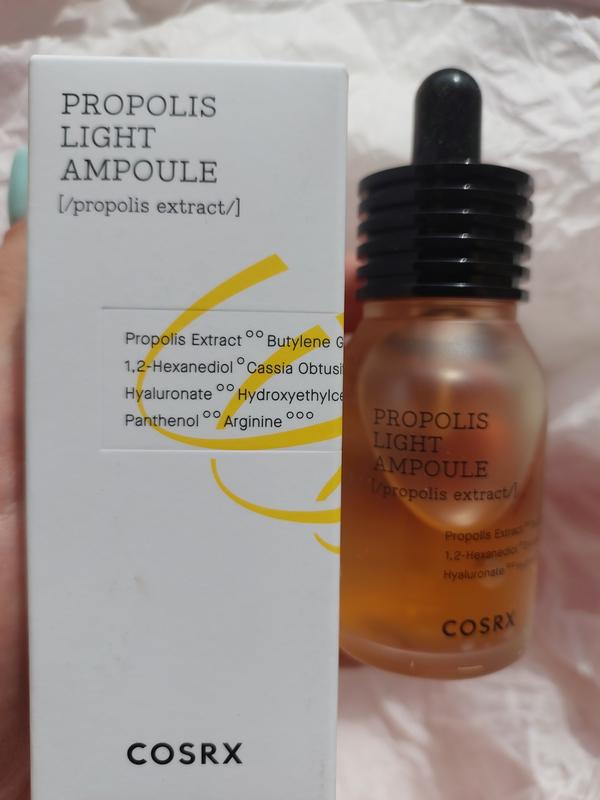 PROPOLIS
LIGHT
AMPOULE
[/propolis extract/]
Propolis Extract °° Butylene G
1,2-Hexanediol ° Cassia Obtusi
Hyaluronate °° Hydroxyethylce
Panthenol °° Arginine °°°
COSRX
PROPOLIS
LIGHT
AMPOULE
[/propolis extract/]
Propolis Extract
1,2-Hexanediol
Hyaluronate
COSRX